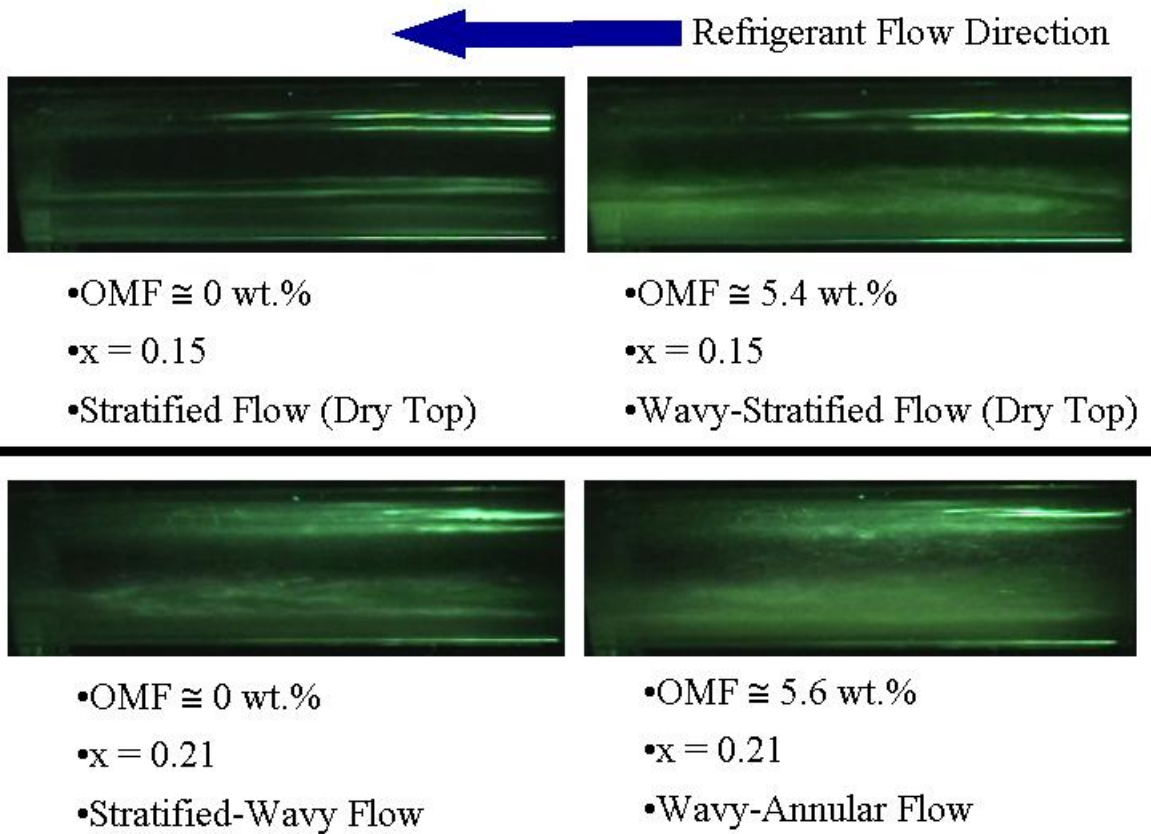 Refrigerant Flow Direction
•OMF ≅ 0 wt.%
•x = 0.15
•Stratified Flow (Dry Top)
•OMF ≅ 5.4 wt.%
•x = 0.15
•Wavy-Stratified Flow (Dry Top)
•OMF ≅ 0 wt.%
•x = 0.21
•Stratified-Wavy Flow
•OMF ≅ 5.6 wt.%
•x = 0.21
•Wavy-Annular Flow